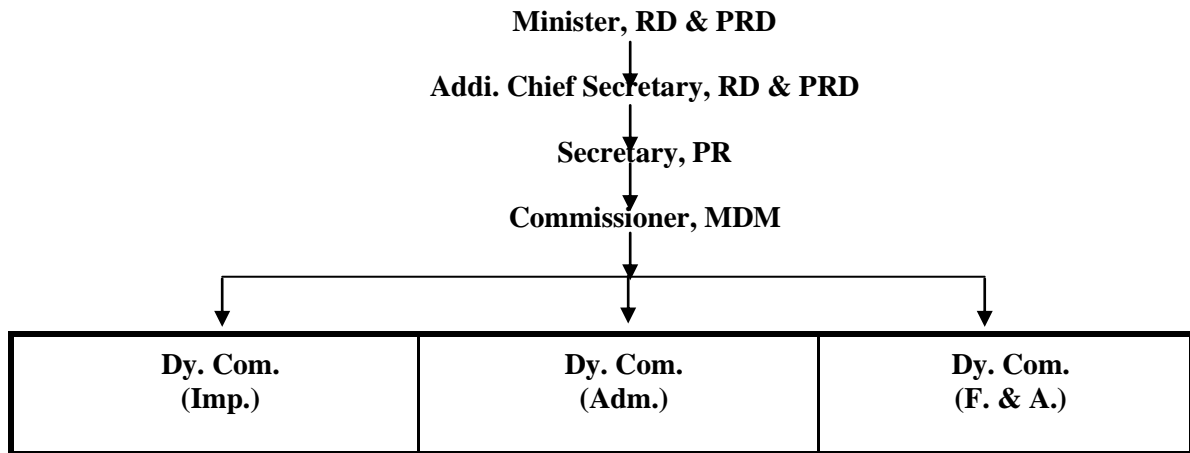 Minister, RD & PRD
Addi. Chief Secretary, RD & PRD
Secretary, PR
Commissioner, MDM
Dy. Com.
(Imp.)
Dy. Com.
(Adm.)
Dy. Com.
(F. & A.)